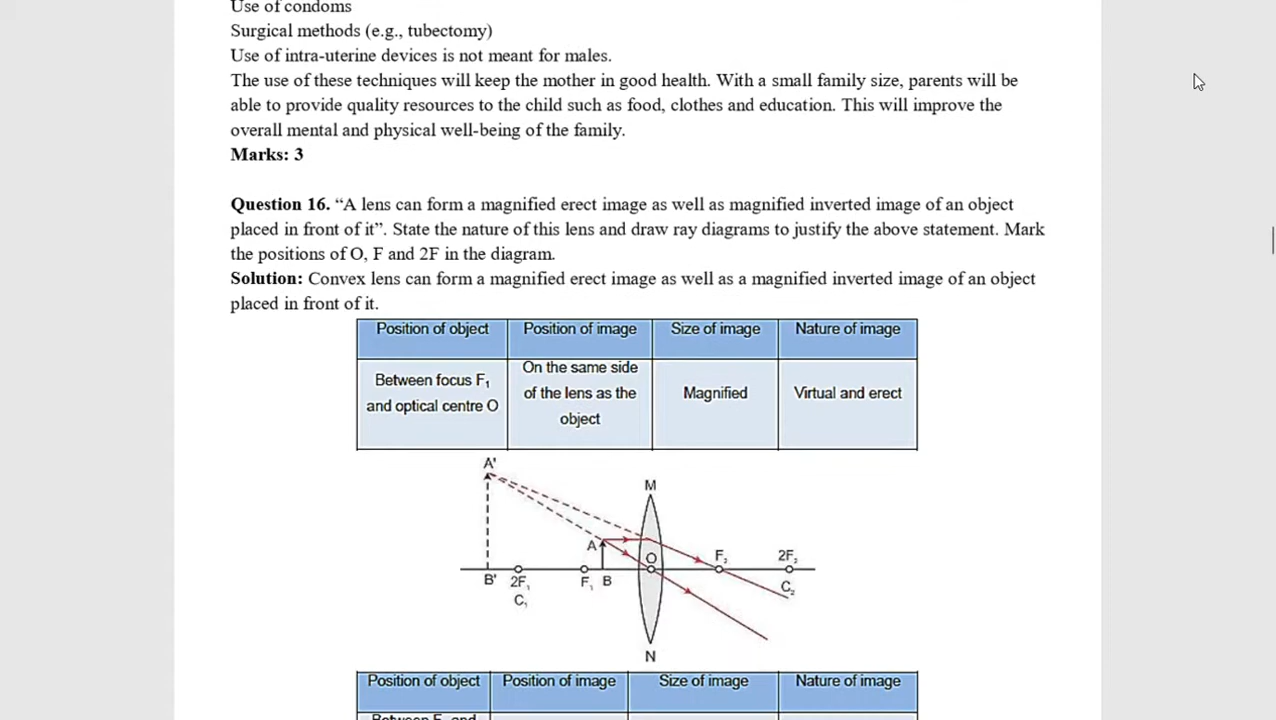 Use of condoms
Surgical methods (e.g., tubectomy)
Use of intra-uterine devices is not meant for males.
The use of these techniques will keep the mother in good health. With a small family size, parents will be
able to provide quality resources to the child such as food, clothes and education. This will improve the
overall mental and physical well-being of the family.
Marks: 3
Question 16. “A lens can form a magnified erect image as well as magnified inverted image of an object
placed in front of it”. State the nature of this lens and draw ray diagrams to justify the above statement. Mark
the positions of O, F and 2F in the diagram.
Solution: Convex lens can form a magnified erect image as well as a magnified inverted image of an object
placed in front of it.
Position of object Position of image Size of image Nature of image
Between focus F₁
and optical centre O
On the same side
of the lens as the
object
Magnified
Virtual and erect
A'
M
A
O
F₂
2F₂
B' 2F₁ F₁ B
C₁
C₂
N
Position of object Position of image Size of image Nature of image
Between F₁ and